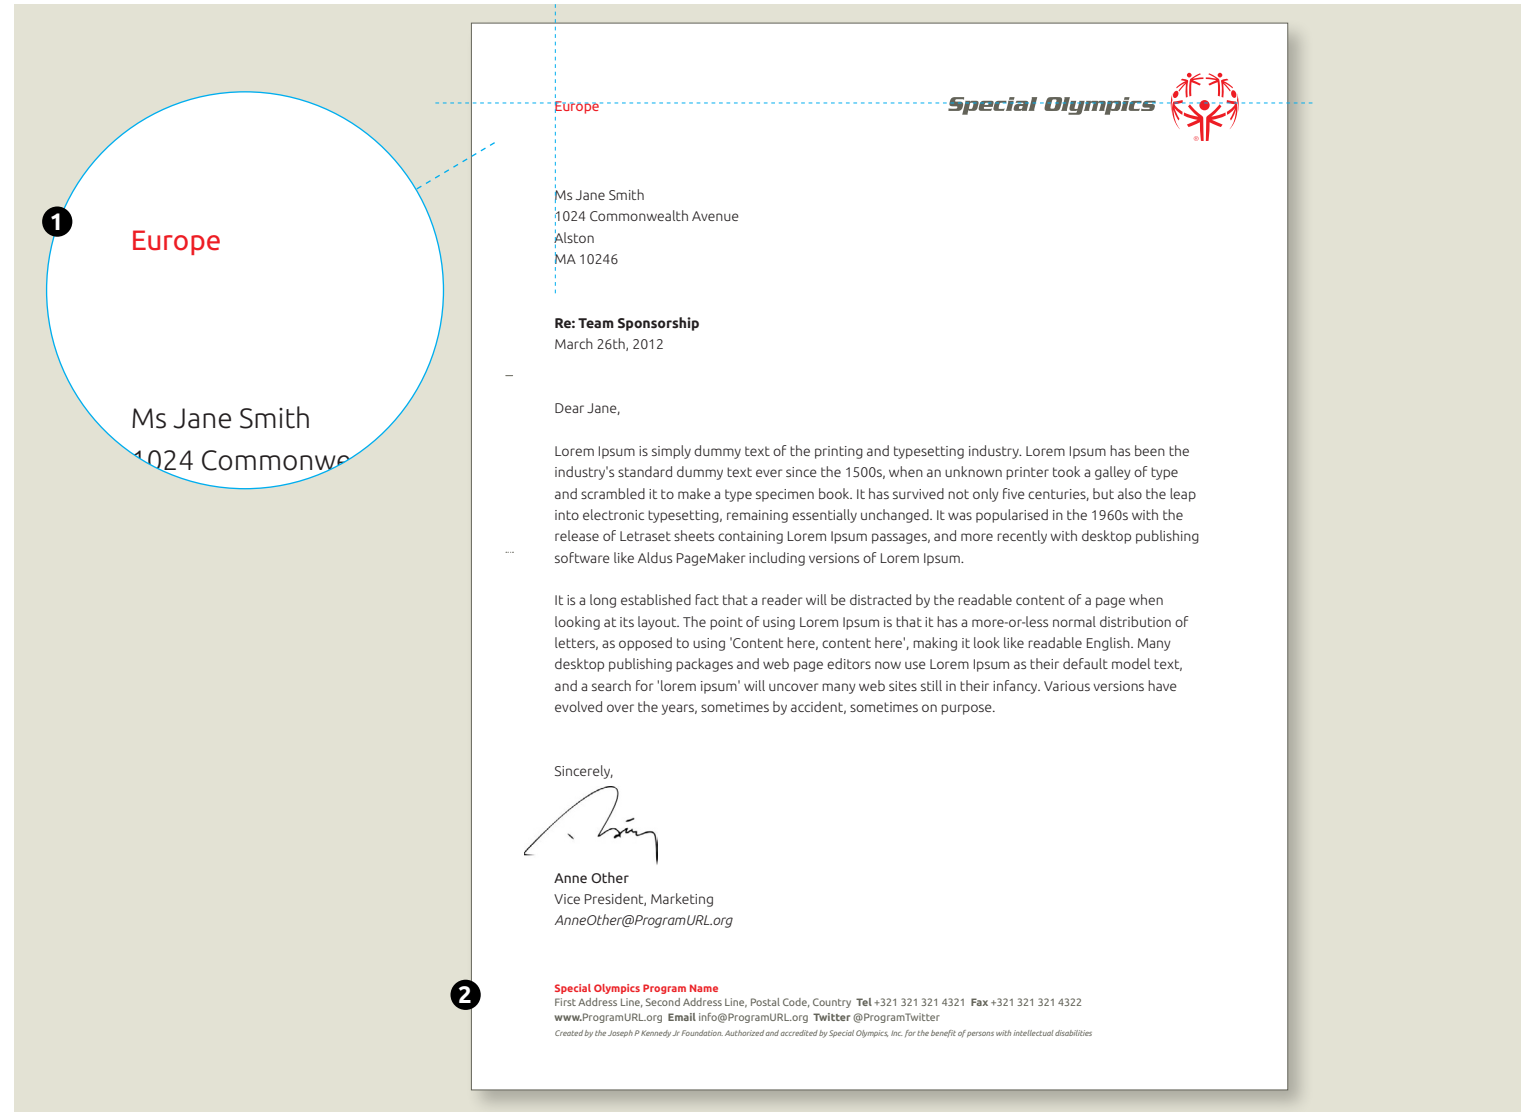 1
Europe
Ms Jane Smith
1024 Commonwe
Europe
Special Olympics
®
Ms Jane Smith
1024 Commonwealth Avenue
Alston
MA 10246
Re: Team Sponsorship
March 26th, 2012
Dear Jane,
Lorem Ipsum is simply dummy text of the printing and typesetting industry. Lorem Ipsum has been the
industry's standard dummy text ever since the 1500s, when an unknown printer took a galley of type
and scrambled it to make a type specimen book. It has survived not only five centuries, but also the leap
into electronic typesetting, remaining essentially unchanged. It was popularised in the 1960s with the
release of Letraset sheets containing Lorem Ipsum passages, and more recently with desktop publishing
software like Aldus PageMaker including versions of Lorem Ipsum.
It is a long established fact that a reader will be distracted by the readable content of a page when
looking at its layout. The point of using Lorem Ipsum is that it has a more-or-less normal distribution of
letters, as opposed to using 'Content here, content here', making it look like readable English. Many
desktop publishing packages and web page editors now use Lorem Ipsum as their default model text,
and a search for 'lorem ipsum' will uncover many web sites still in their infancy. Various versions have
evolved over the years, sometimes by accident, sometimes on purpose.
Sincerely,
Anne Other
Vice President, Marketing
AnneOther@ProgramURL.org
2
Special Olympics Program Name
First Address Line, Second Address Line, Postal Code, Country Tel +321 321 321 4321 Fax +321 321 321 4322
www.ProgramURL.org Email info@ProgramURL.org Twitter @ProgramTwitter
Created by the Joseph P Kennedy Jr Foundation. Authorized and accredited by Special Olympics, Inc. for the benefit of persons with intellectual disabilities